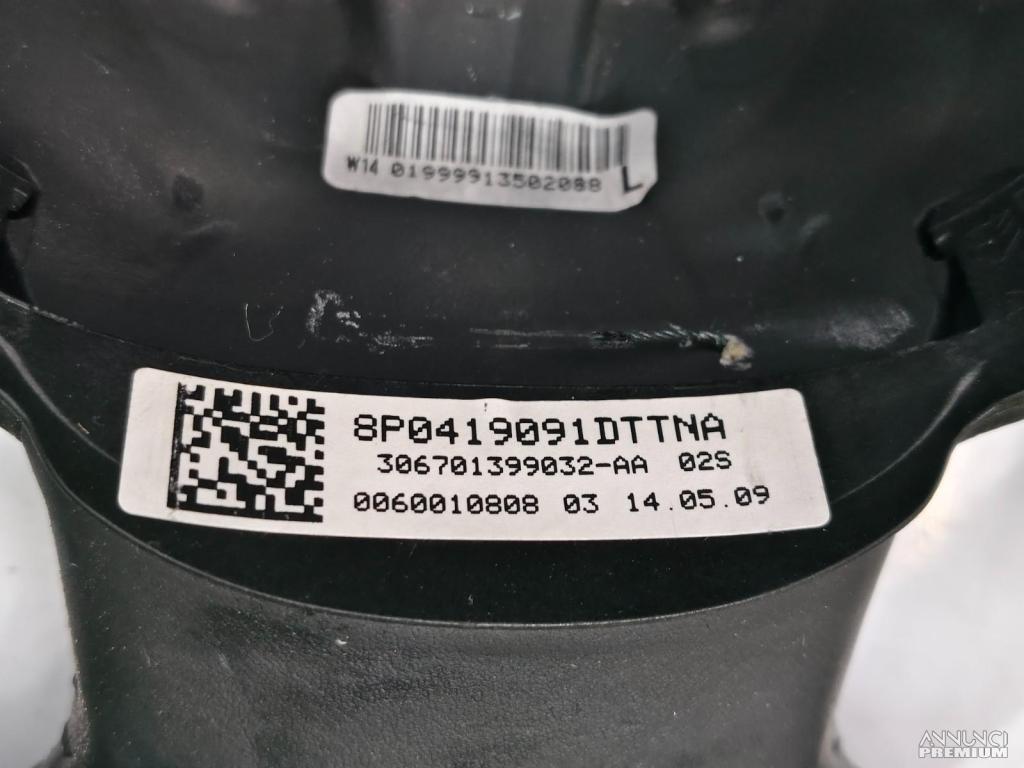 W14 01999913502088 L
8P0419091DTTNA
306701399032-AA 02S
0060010808 03 14.05.09
ANNUNCI
PREMIUM